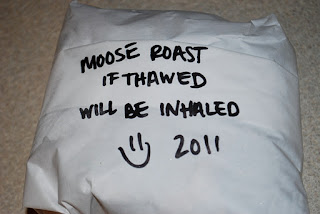 MOOSE ROAST
IF THAWED
WILL BE INHALED
2011